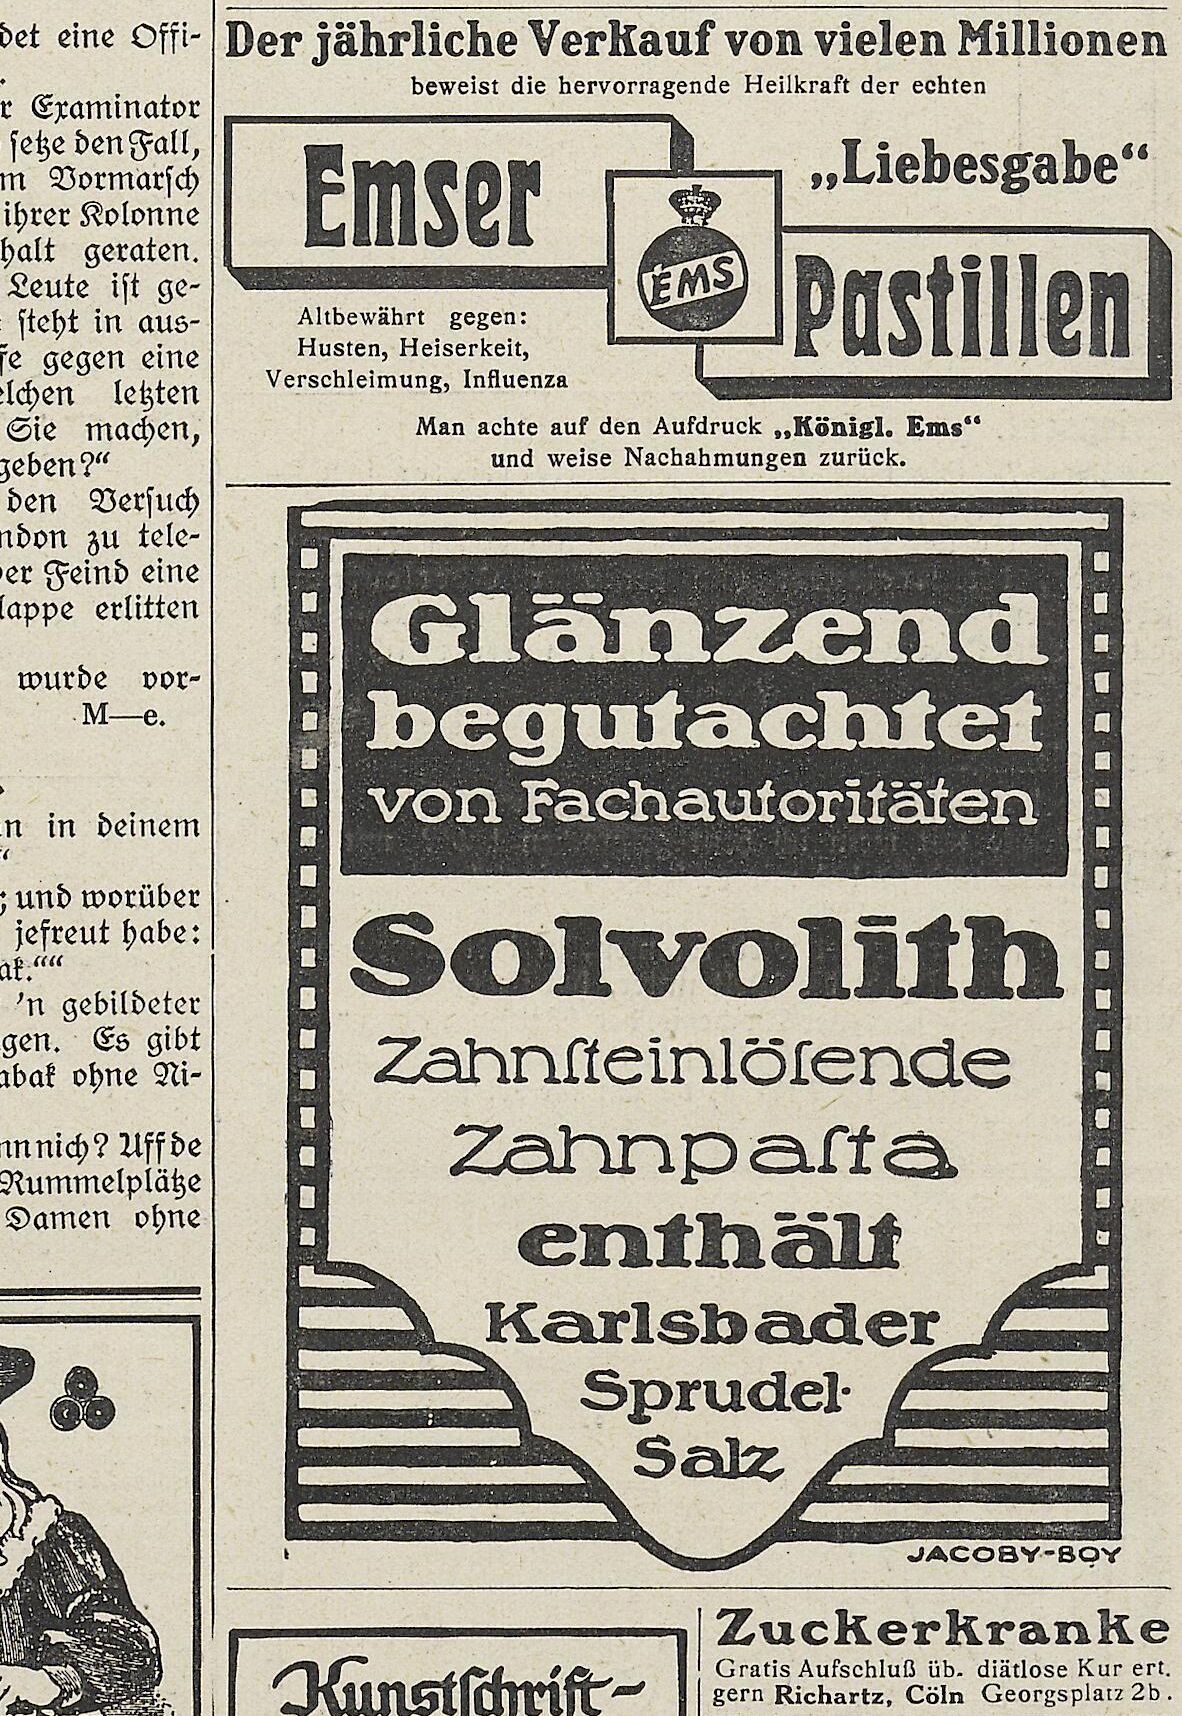 det eine Offi-
r Examinator
setze den Fall,
m Vormarsch
ihrer Kolonne
halt geraten.
Leute ist ge-
steht in aus-
fe gegen eine
elchen letzten
Sie machen,
geben?“
den Versuch
ndon zu tele-
der Feind eine
lappe erlitten
wurde vor-
M—e.
n in deinem
“
; und worüber
jefreut habe:
ak.““
'n gebildeter
gen. Es gibt
abak ohne Ni-
nnnich? Uff de
Rummelplätze
Damen ohne
Der jährliche Verkauf von vielen Millionen
beweist die hervorragende Heilkraft der echten
Emser
„Liebesgabe“
EMS
Pastillen
Altbewährt gegen:
Husten, Heiserkeit,
Verschleimung, Influenza
Man achte auf den Aufdruck „Königl. Ems“
und weise Nachahmungen zurück.
Glänzend
begutachtet
von Fachautoritäten
Solvolith
Zahnſteinlöſende
Zahnpaſta
enthält
Karlsbader
Sprudel-
Salz
JACOBY-BOY
Kunstschrift-
Zuckerkranke
Gratis Aufschluß üb. diätlose Kur ert.
gern Richartz, Cöln Georgsplatz 2b.